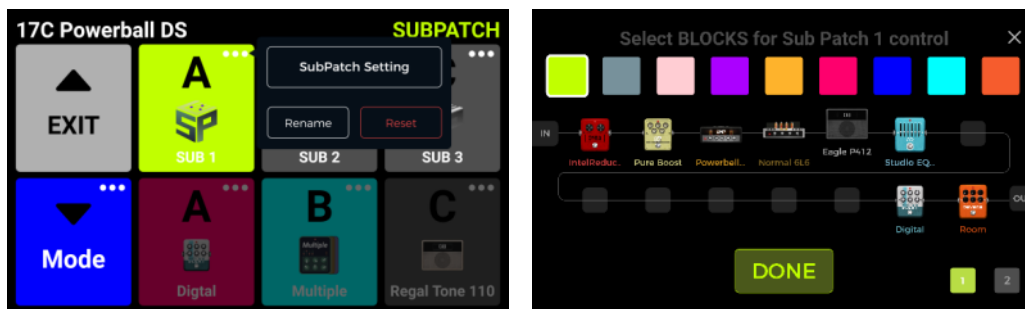 17C Powerball DS
SUBPATCH
A
SubPatch Setting
C
EXIT
SP
Rename
Reset
SUB 1
SUB 2
SUB 3
A
B
C
Mode
Multiple
Digtal
Multiple
Regal Tone 110
Select BLOCKS for Sub Patch 1 control
IN
IntelReduc..
Pure Boost
Powerball..
Normal 6L6
Eagle P412
Studio EQ..
OU
Digital
Room
DONE
1
2